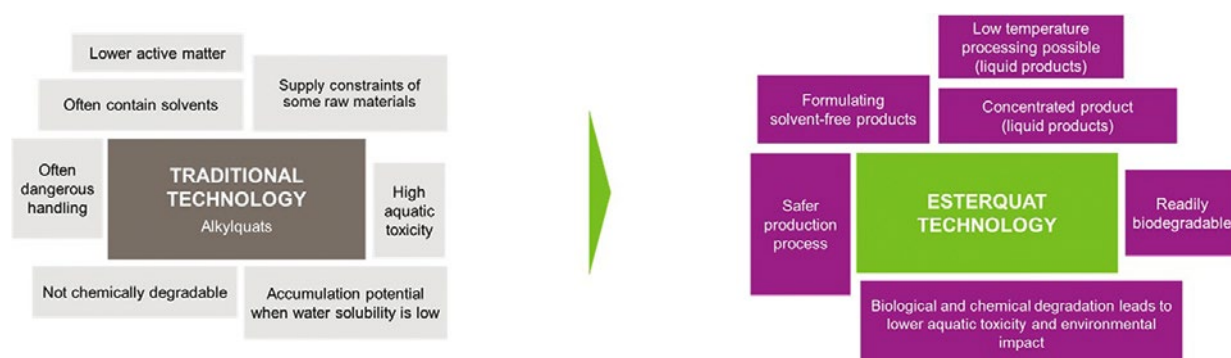 Lower active matter
Often contain solvents
Supply constraints of
some raw materials
Often
dangerous
handling
TRADITIONAL
TECHNOLOGY
Alkylquats
High
aquatic
toxicity
Not chemically degradable
Accumulation potential
when water solubility is low
Low temperature
processing possible
(liquid products)
Formulating
solvent-free products
Concentrated product
(liquid products)
Safer
production
process
ESTERQUAT
TECHNOLOGY
Readily
biodegradable
Biological and chemical degradation leads to
lower aquatic toxicity and environmental
impact